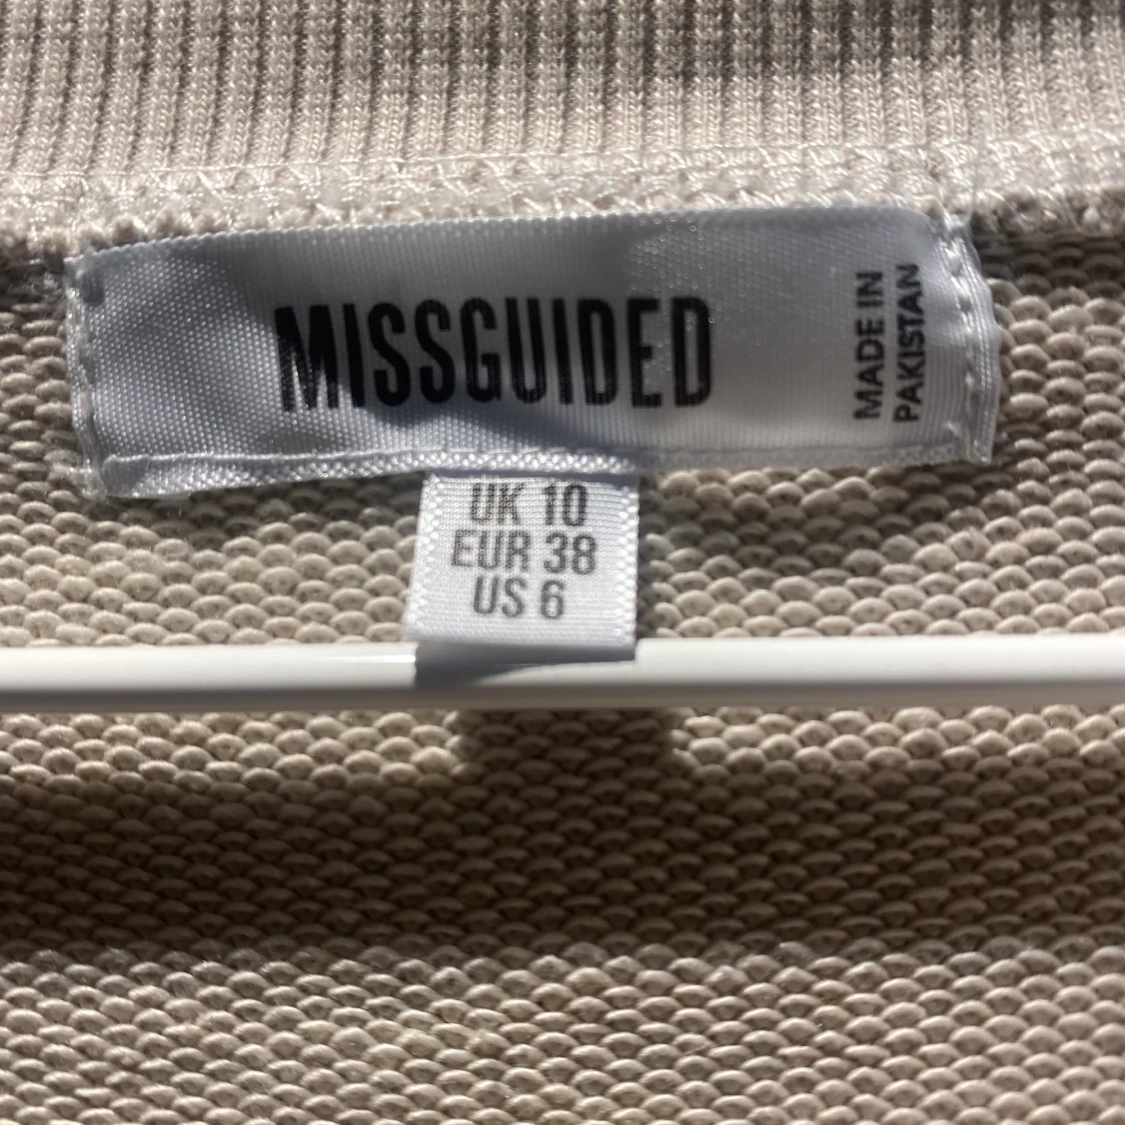 MISSGUIDED
MADE IN
PAKISTAN
UK 10
EUR 38
US 6